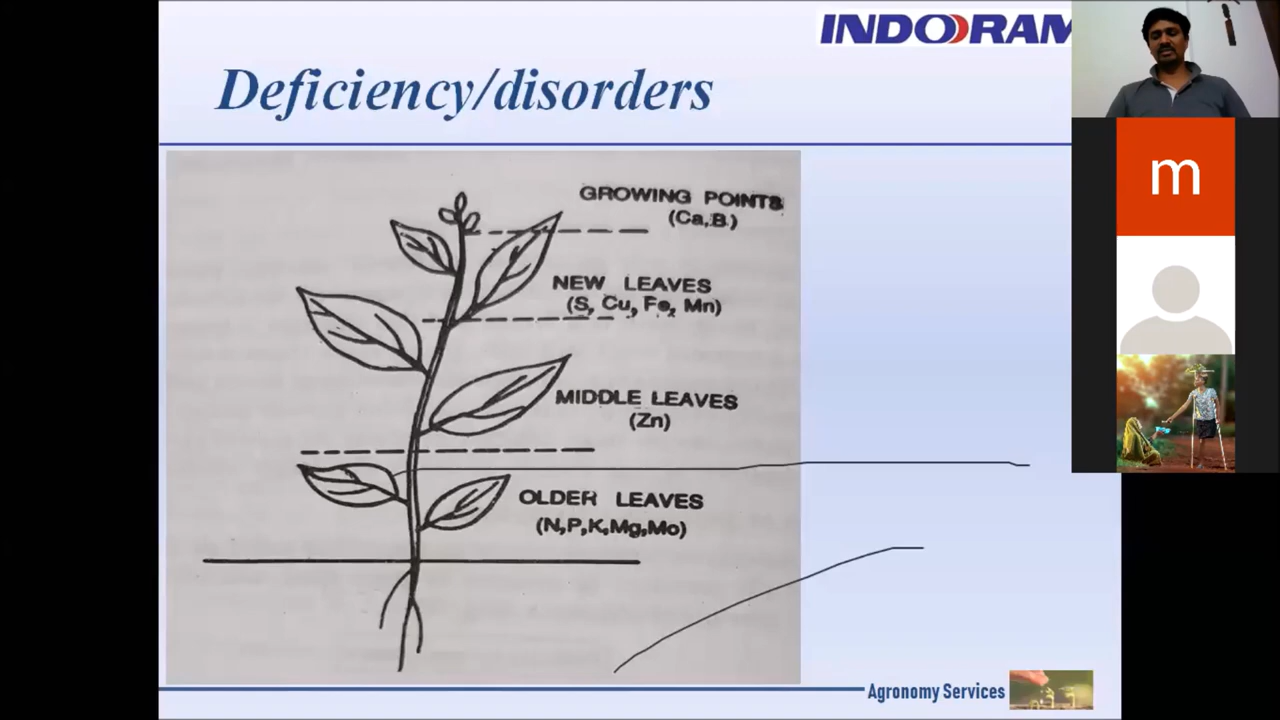 INDORAM
Deficiency/disorders
m
GROWING POINTS
(Ca,B.)
NEW LEAVES
(S, Cu, Fe, Mn)
MIDDLE LEAVES
(Zn)
OLDER LEAVES
(N,P,K,Mg,Mo)
Agronomy Services